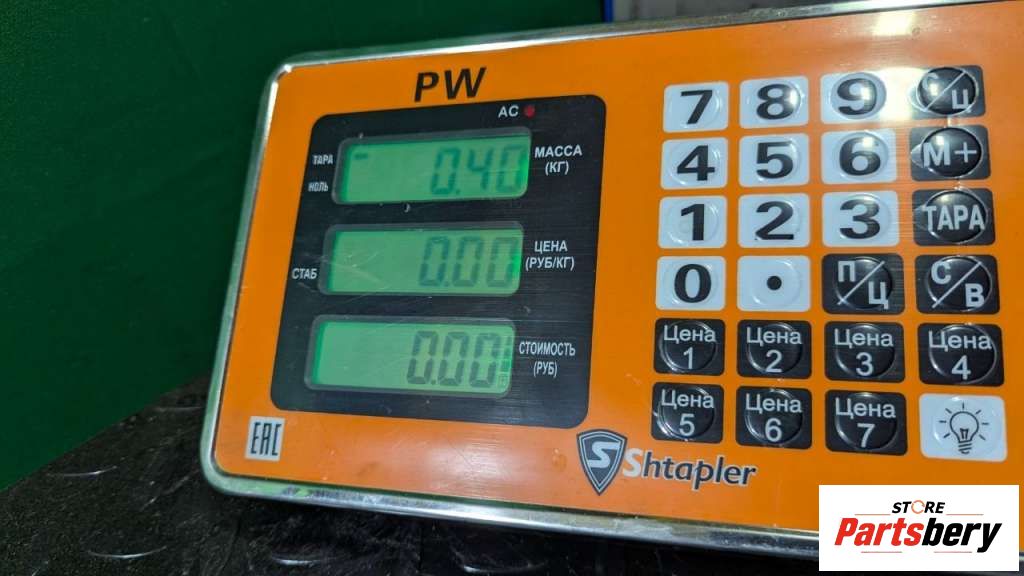 PW
AC
ТАРА
НОЛЬ
0.40
МАССА
(КГ)
СТАБ
0.00
ЦЕНА
(РУБ/КГ)
0.00
СТОИМОСТЬ
(РУБ)
7 8 9 /Ц
4 5 6 М+
1 2 3 ТАРА
0 . П/Ц С/В
Цена 1
Цена 2
Цена 3
Цена 4
Цена 5
Цена 6
Цена 7
EAC
Shtapler
STORE
Partsbery